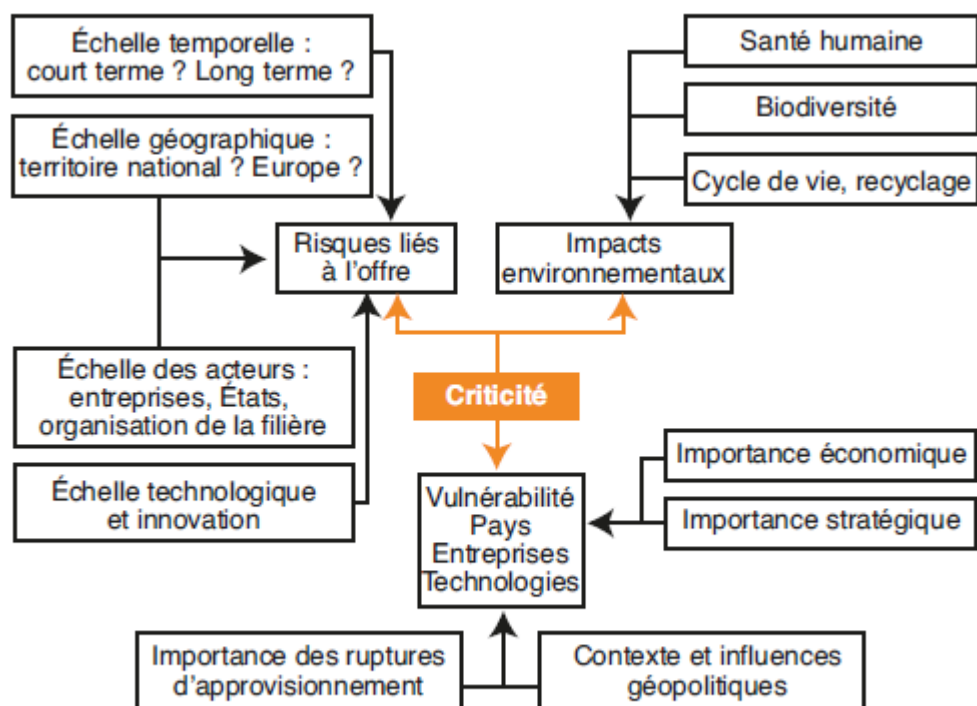 Échelle temporelle :
court terme ? Long terme ?
Échelle géographique :
territoire national ? Europe ?
Santé humaine
Biodiversité
Cycle de vie, recyclage
Risques liés
à l'offre
Impacts
environnementaux
Échelle des acteurs :
entreprises, États,
organisation de la filière
Criticité
Échelle technologique
et innovation
Vulnérabilité
Pays
Entreprises
Technologies
Importance économique
Importance stratégique
Importance des ruptures
d'approvisionnement
Contexte et influences
géopolitiques